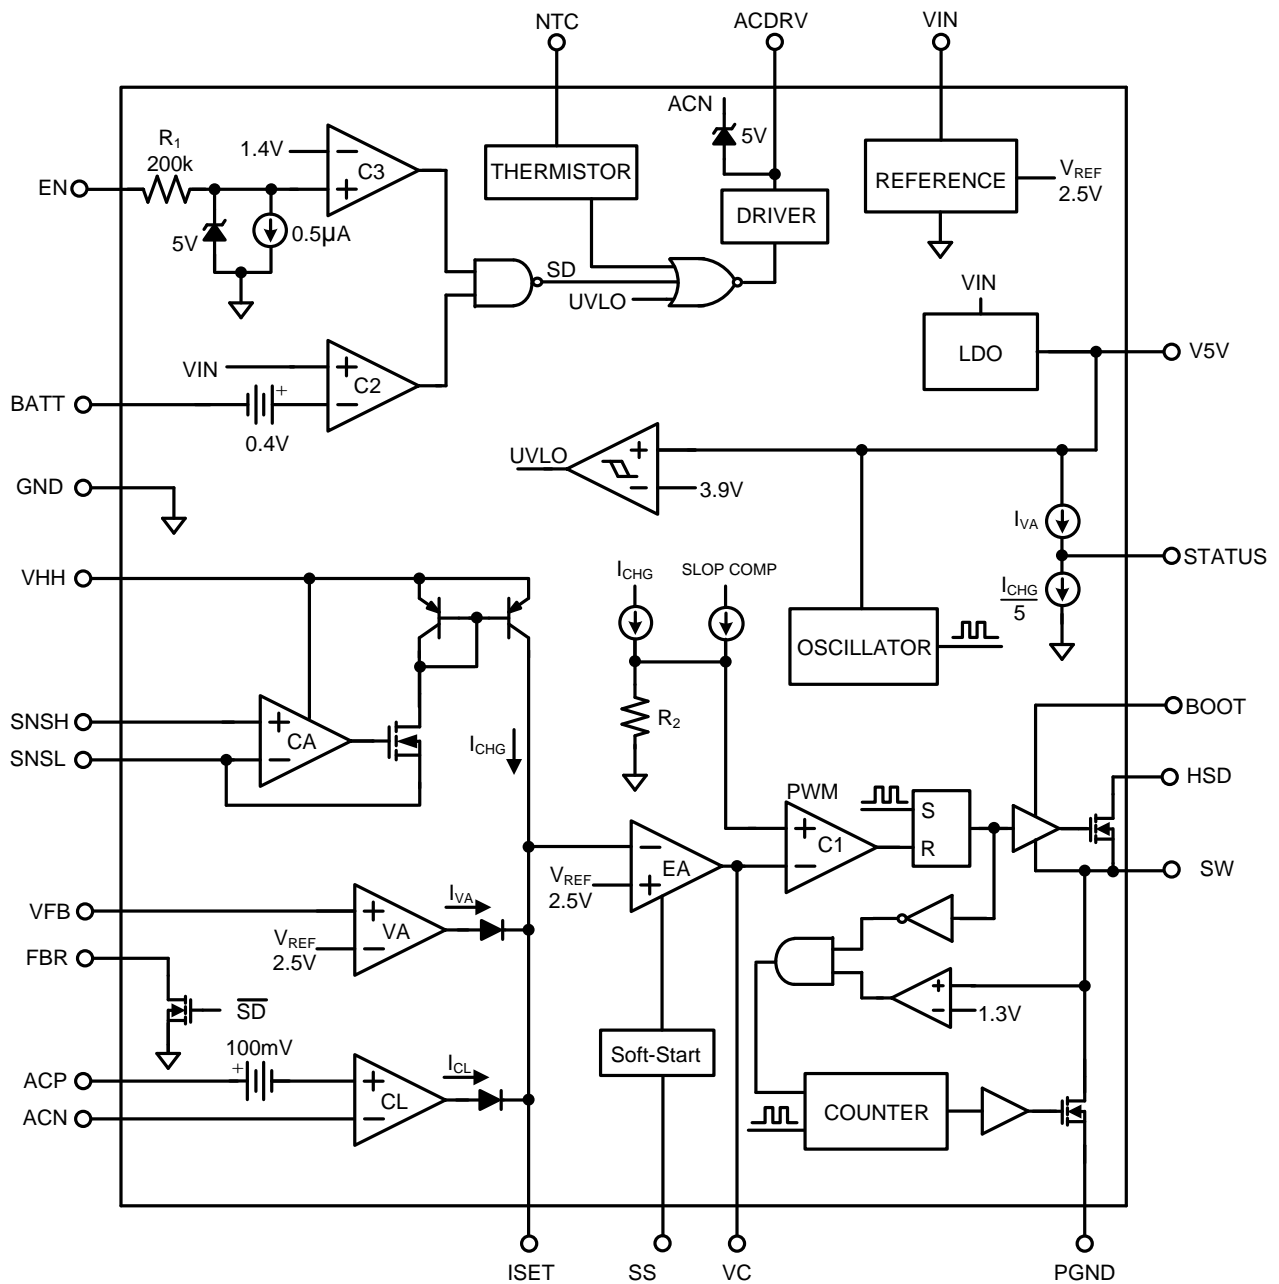 NTC
ACDRV
VIN
ACN
5V
R1
200k
1.4V
C3
EN
5V
0.5µA
THERMISTOR
DRIVER
REFERENCE
VREF
2.5V
SD
UVLO
VIN
LDO
V5V
VIN
C2
BATT
0.4V
UVLO
3.9V
GND
IVA
STATUS
ICHG
5
VHH
ICHG
SLOP COMP
OSCILLATOR
SNSH
SNSL
CA
ICHG
R2
BOOT
HSD
PWM
C1
S
R
SW
EA
VREF
2.5V
IVA
VFB
VA
VREF
2.5V
FBR
SD
1.3V
100mV
ICL
ACP
ACN
CL
Soft-Start
COUNTER
ISET
SS
VC
PGND
+